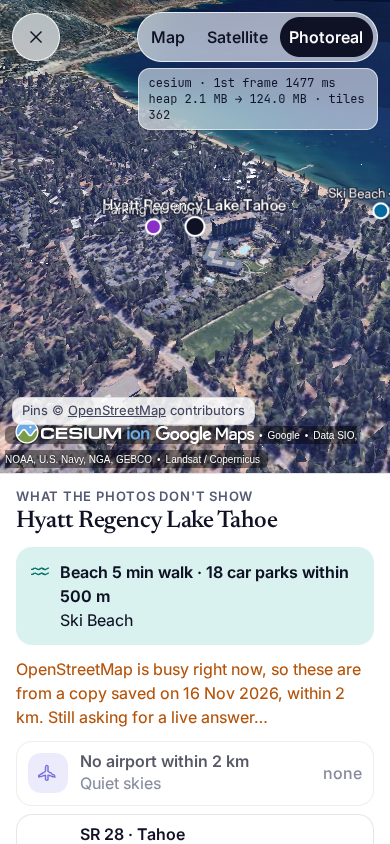 Map Satellite Photoreal
cesium · 1st frame 1477 ms
heap 2.1 MB → 124.0 MB · tiles
362
Ski Beach
Hyatt Regency Lake Tahoe
Pins © OpenStreetMap contributors
CESIUM ion Google Maps • Google • Data SIO,
NOAA, U.S. Navy, NGA, GEBCO • Landsat / Copernicus
WHAT THE PHOTOS DON'T SHOW
Hyatt Regency Lake Tahoe
Beach 5 min walk · 18 car parks within
500 m
Ski Beach
OpenStreetMap is busy right now, so these are
from a copy saved on 16 Nov 2026, within 2
km. Still asking for a live answer…
No airport within 2 km
none
Quiet skies
SR 28 · Tahoe